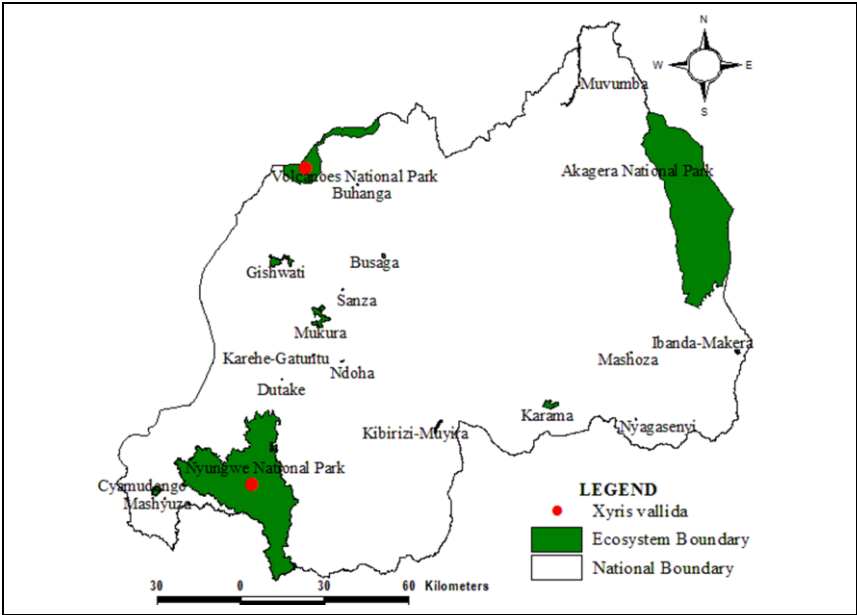 N
W E
S
Muvumba
Volcanoes National Park
Akagera National Park
Buhanga
Gishwati
Busaga
Sanza
Mukura
Karehe-Gatuntu
Ndoha
Dutake
Mashoza
Ibanda-Makera
Karama
Nyagasenyi
Kibirizi-Muyira
Nyungwe National Park
Cyamudongo
Mashyuza
LEGEND
Xyris vallida
Ecosystem Boundary
National Boundary
30 0 30 60 Kilometers